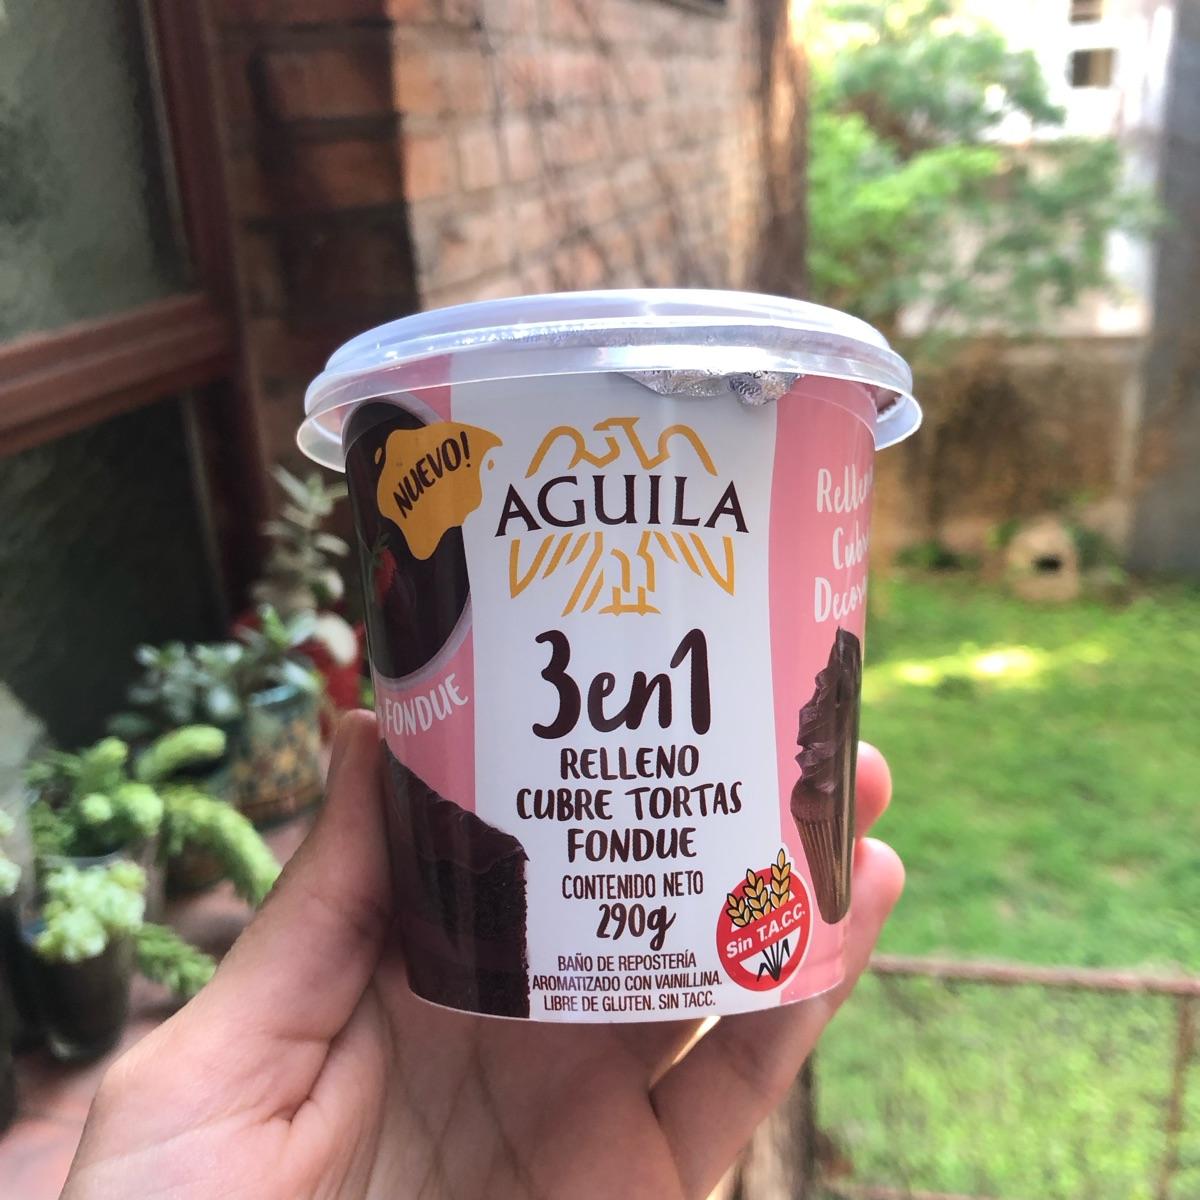 NUEVO!
AGUILA
3en1
RELLENO
CUBRE TORTAS
FONDUE
CONTENIDO NETO
290g
BAÑO DE REPOSTERÍA
AROMATIZADO CON VAINILLINA.
LIBRE DE GLUTEN. SIN TACC.
Sin T.A.C.C.
FONDUE